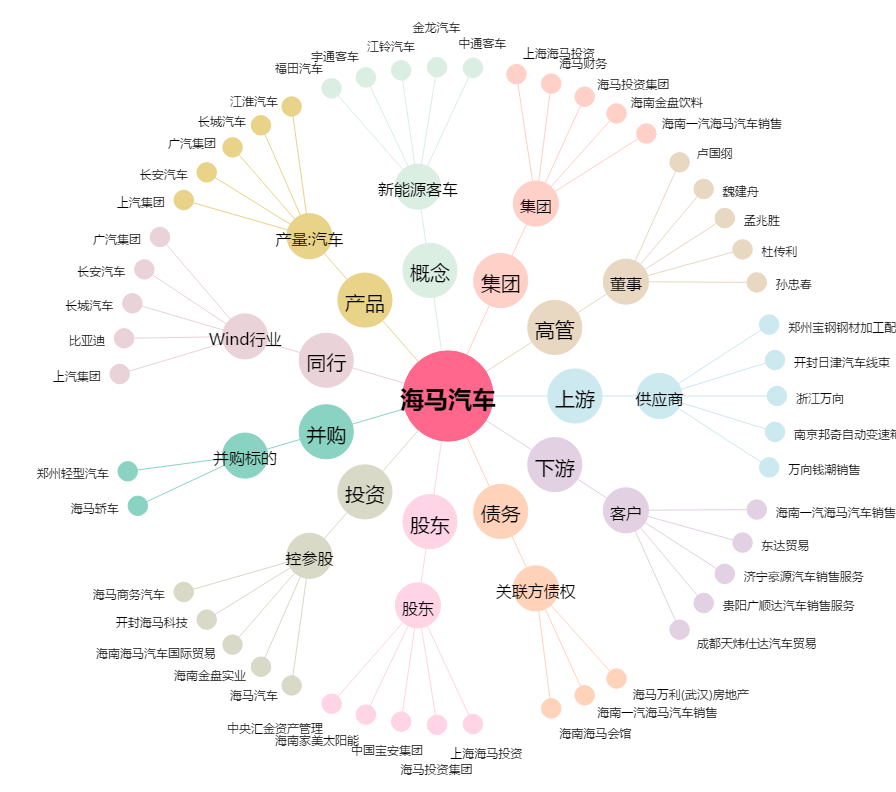 金龙汽车
中通客车
江铃汽车
宇通客车
福田汽车
上海海马投资
海马财务
海马投资集团
海南金盘饮料
海南一汽海马汽车销售
江淮汽车
长城汽车
广汽集团
长安汽车
上汽集团
新能源客车
集团
卢国纲
魏建舟
孟兆胜
杜传利
孙忠春
产量:汽车
概念
集团
董事
产品
高管
广汽集团
长安汽车
长城汽车
比亚迪
上汽集团
Wind行业
同行
海马汽车
上游
供应商
郑州宝钢钢材加工配
开封日津汽车线束
浙江万向
南京邦奇自动变速箱
万向钱潮销售
并购
并购标的
郑州轻型汽车
海马轿车
下游
客户
海南一汽海马汽车销售
东达贸易
济宁豪源汽车销售服务
贵阳广顺达汽车销售服务
成都天炜仕达汽车贸易
投资
股东
债务
控参股
海马商务汽车
开封海马科技
海南海马汽车国际贸易
海南金盘实业
海马汽车
股东
关联方债权
中央汇金资产管理
海南家美太阳能
中国宝安集团
海马投资集团
上海海马投资
海马万利(武汉)房地产
海南一汽海马汽车销售
海南海马会馆